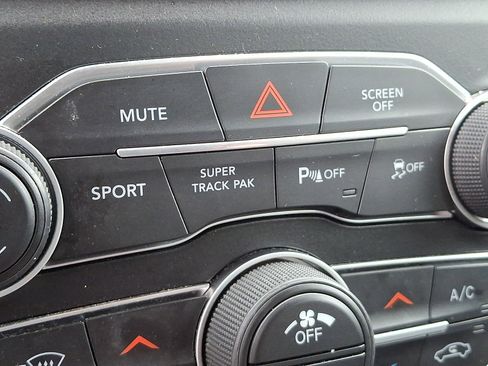 MUTE
SCREEN
OFF
SPORT
SUPER
TRACK PAK
P OFF
OFF
A/C
OFF